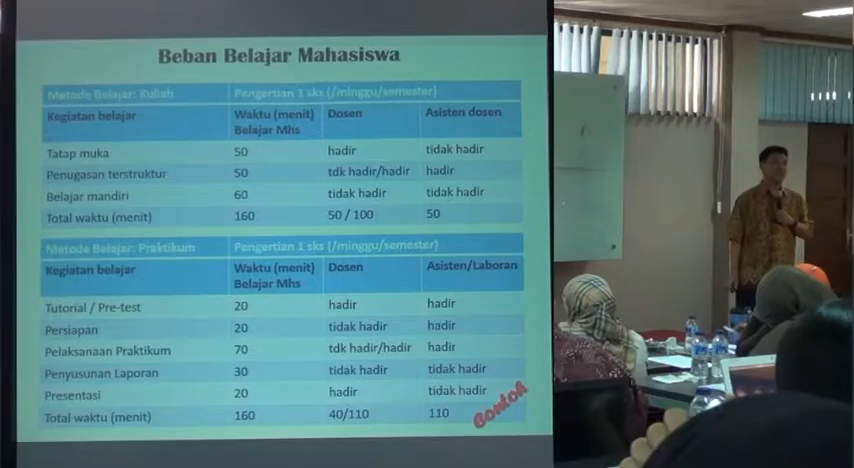 Beban Belajar Mahasiswa
Metode Belajar: Kuliah Pengertian 1 sks (/minggu/semester)
Kegiatan belajar Waktu (menit) Belajar Mhs Dosen Asisten dosen
Tatap muka 50 hadir tidak hadir
Penugasan terstruktur 50 tdk hadir/hadir hadir
Belajar mandiri 60 tidak hadir tidak hadir
Total waktu (menit) 160 50 / 100 50
Metode Belajar: Praktikum Pengertian 1 sks (/minggu/semester)
Kegiatan belajar Waktu (menit) Belajar Mhs Dosen Asisten/Laboran
Tutorial / Pre-test 20 hadir hadir
Persiapan 20 tidak hadir hadir
Pelaksanaan Praktikum 70 tdk hadir/hadir hadir
Penyusunan Laporan 30 tidak hadir tidak hadir
Presentasi 20 hadir tidak hadir
Total waktu (menit) 160 40/110 110
Contoh